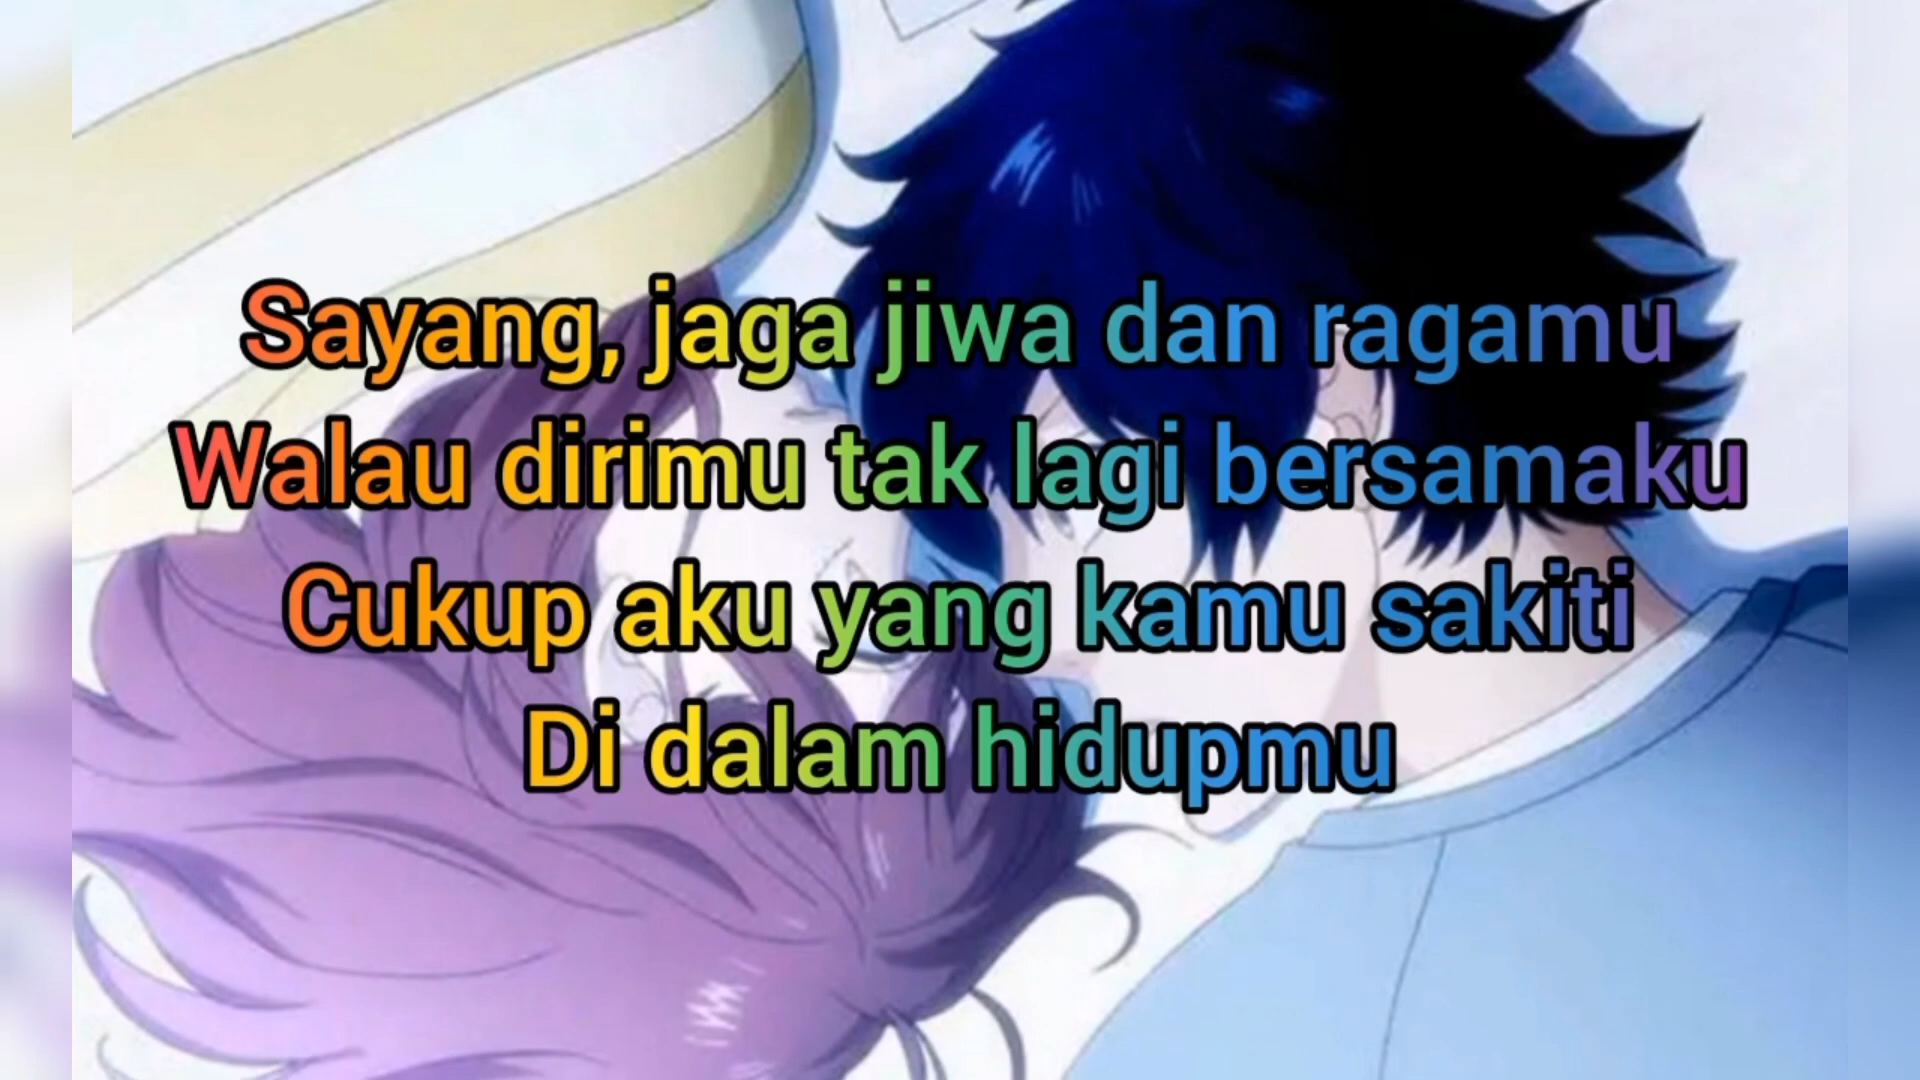 Sayang, jaga jiwa dan ragamu
Walau dirimu tak lagi bersamaku
Cukup aku yang kamu sakiti
Di dalam hidupmu